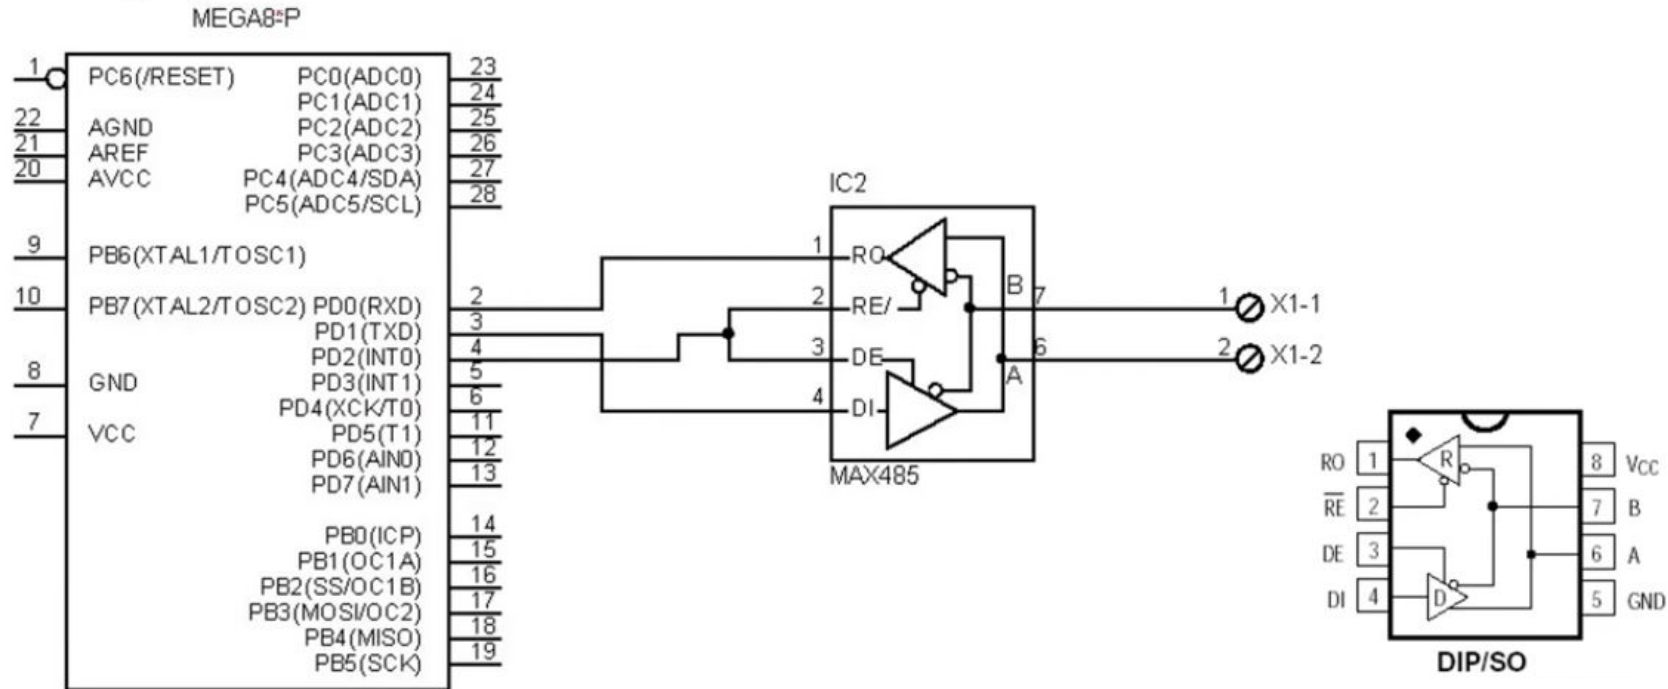 MEGA8-P
1 PC6(/RESET) PC0(ADC0) 23
PC1(ADC1) 24
22 AGND PC2(ADC2) 25
21 AREF PC3(ADC3) 26
20 AVCC PC4(ADC4/SDA) 27
PC5(ADC5/SCL) 28
9 PB6(XTAL1/TOSC1)
10 PB7(XTAL2/TOSC2) PD0(RXD) 2
PD1(TXD) 3
PD2(INT0) 4
8 GND PD3(INT1) 5
PD4(XCK/T0) 6
7 VCC PD5(T1) 11
PD6(AIN0) 12
PD7(AIN1) 13
PB0(ICP) 14
PB1(OC1A) 15
PB2(SS/OC1B) 16
PB3(MOSI/OC2) 17
PB4(MISO) 18
PB5(SCK) 19
IC2
1 RO
2 RE/ B 7 1 X1-1
3 DE A 6 2 X1-2
4 DI
MAX485
RO 1 R 8 VCC
RE 2 7 B
DE 3 6 A
DI 4 D 5 GND
DIP/SO